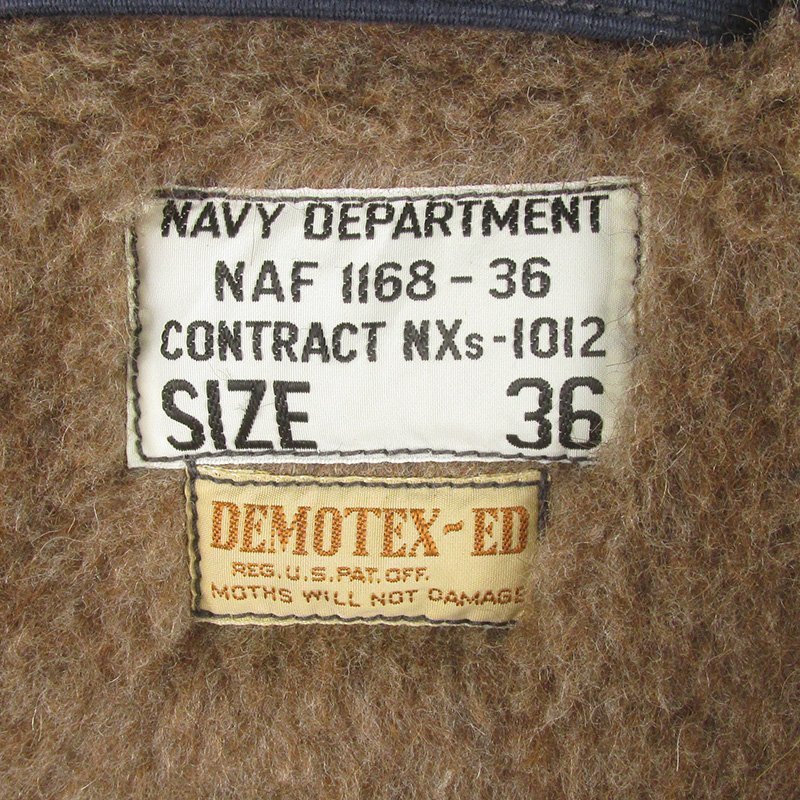 NAVY DEPARTMENT
NAF 1168-36
CONTRACT NXs-1012
SIZE 36
DEMOTEX-ED
REG. U.S. PAT. OFF.
MOTHS WILL NOT DAMAGE